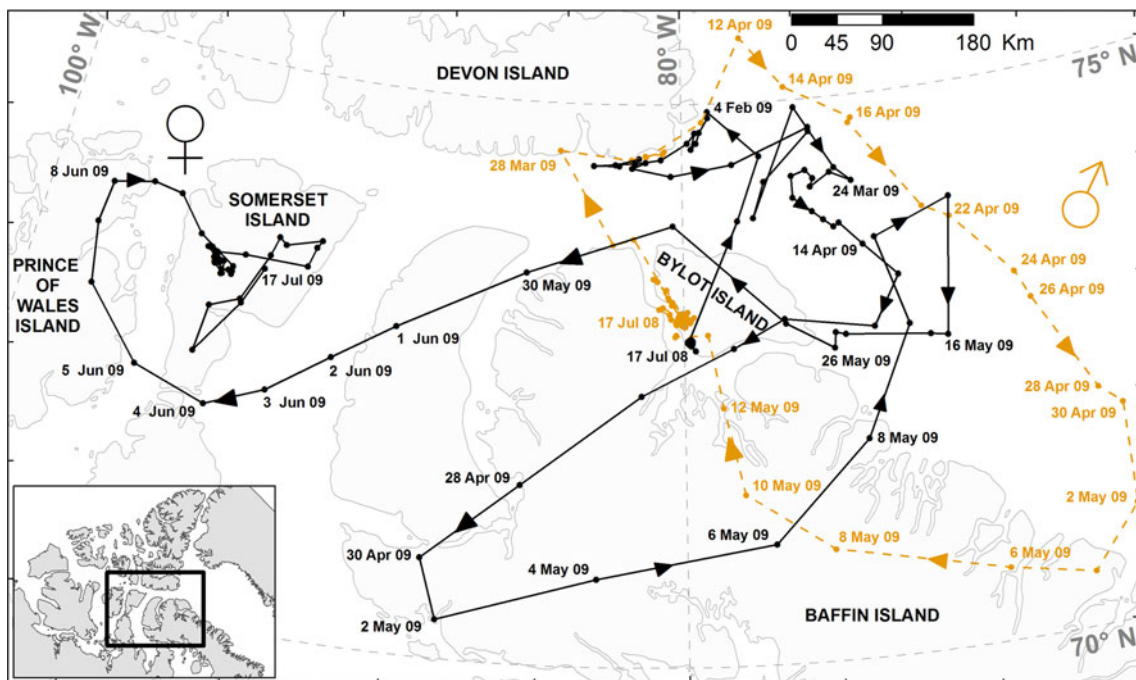 12 Apr 09
0 45 90 180 Km
100° W
80° W
75° N
DEVON ISLAND
14 Apr 09
4 Feb 09
16 Apr 09
28 Mar 09
8 Jun 09
24 Mar 09
SOMERSET
ISLAND
22 Apr 09
14 Apr 09
PRINCE
OF
WALES
ISLAND
17 Jul 09
BYLOT ISLAND
24 Apr 09
30 May 09
26 Apr 09
17 Jul 08
1 Jun 09
16 May 09
17 Jul 08
26 May 09
2 Jun 09
5 Jun 09
28 Apr 09
3 Jun 09
4 Jun 09
30 Apr 09
12 May 09
8 May 09
28 Apr 09
10 May 09
2 May 09
6 May 09
8 May 09
30 Apr 09
6 May 09
4 May 09
2 May 09
BAFFIN ISLAND
70° N